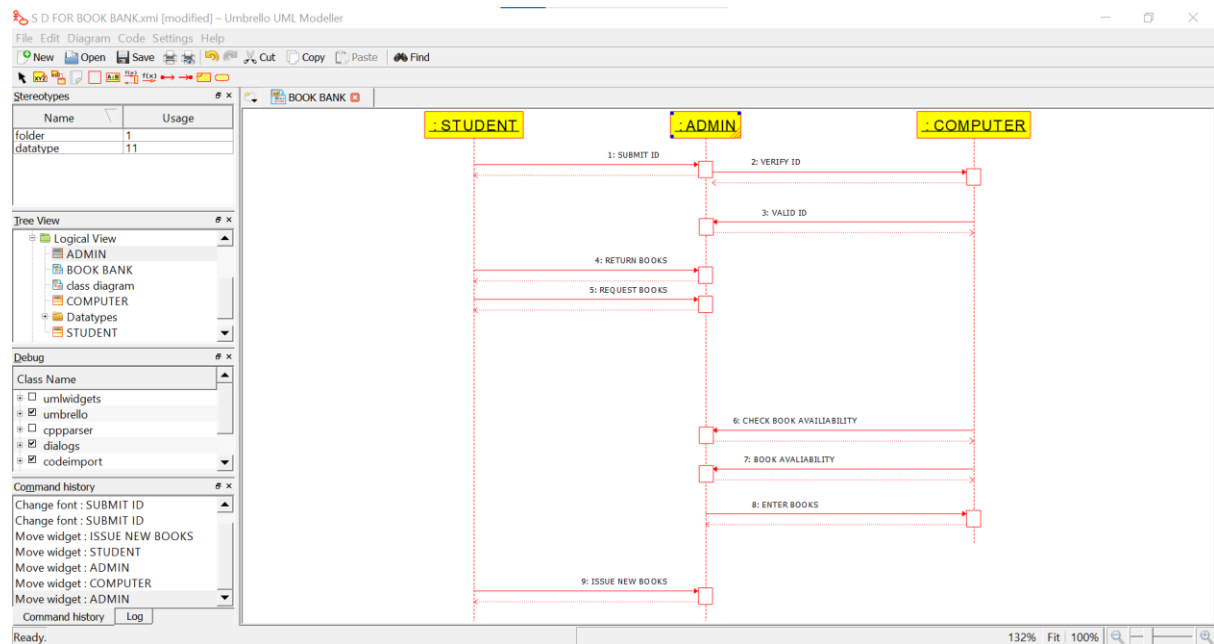 S D FOR BOOK BANK.xmi [modified] – Umbrello UML Modeller
File Edit Diagram Code Settings Help
New Open Save Cut Copy Paste Find
Stereotypes
Name Usage
folder 1
datatype 11
Tree View
Logical View
ADMIN
BOOK BANK
class diagram
COMPUTER
Datatypes
STUDENT
Debug
Class Name
umlwidgets
umbrello
cppparser
dialogs
codeimport
Command history
Change font : SUBMIT ID
Change font : SUBMIT ID
Move widget : ISSUE NEW BOOKS
Move widget : STUDENT
Move widget : ADMIN
Move widget : COMPUTER
Move widget : ADMIN
Command history Log
BOOK BANK
: STUDENT : ADMIN : COMPUTER
1: SUBMIT ID
2: VERIFY ID
3: VALID ID
4: RETURN BOOKS
5: REQUEST BOOKS
6: CHECK BOOK AVAILIABILITY
7: BOOK AVALIABILITY
8: ENTER BOOKS
9: ISSUE NEW BOOKS
Ready.
132% Fit 100%